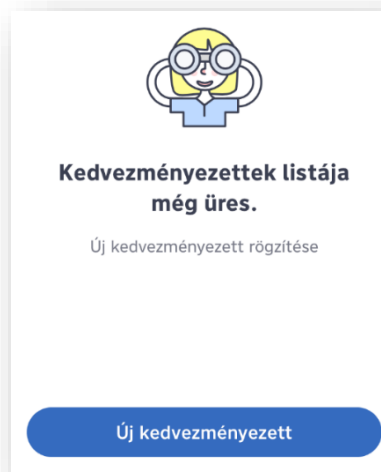 Kedvezményezettek listája
még üres.
Új kedvezményezett rögzítése
Új kedvezményezett